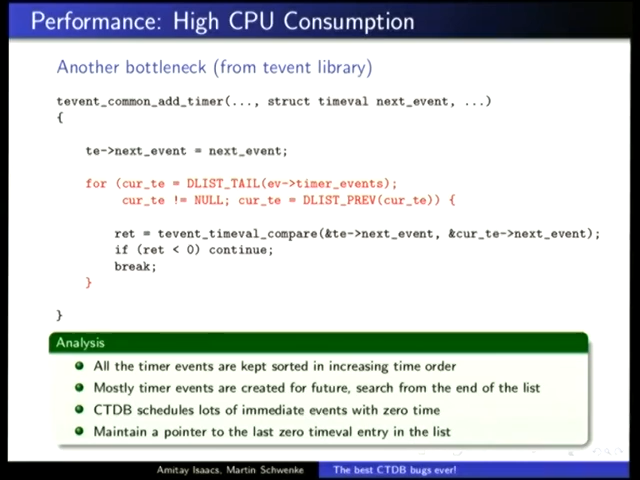 Performance: High CPU Consumption
Another bottleneck (from tevent library)
tevent_common_add_timer(..., struct timeval next_event, ...)
{
te->next_event = next_event;
for (cur_te = DLIST_TAIL(ev->timer_events);
cur_te != NULL; cur_te = DLIST_PREV(cur_te)) {
ret = tevent_timeval_compare(&te->next_event, &cur_te->next_event);
if (ret < 0) continue;
break;
}
}
Analysis
All the timer events are kept sorted in increasing time order
Mostly timer events are created for future, search from the end of the list
CTDB schedules lots of immediate events with zero time
Maintain a pointer to the last zero timeval entry in the list
Amitay Isaacs, Martin Schwenke
The best CTDB bugs ever!